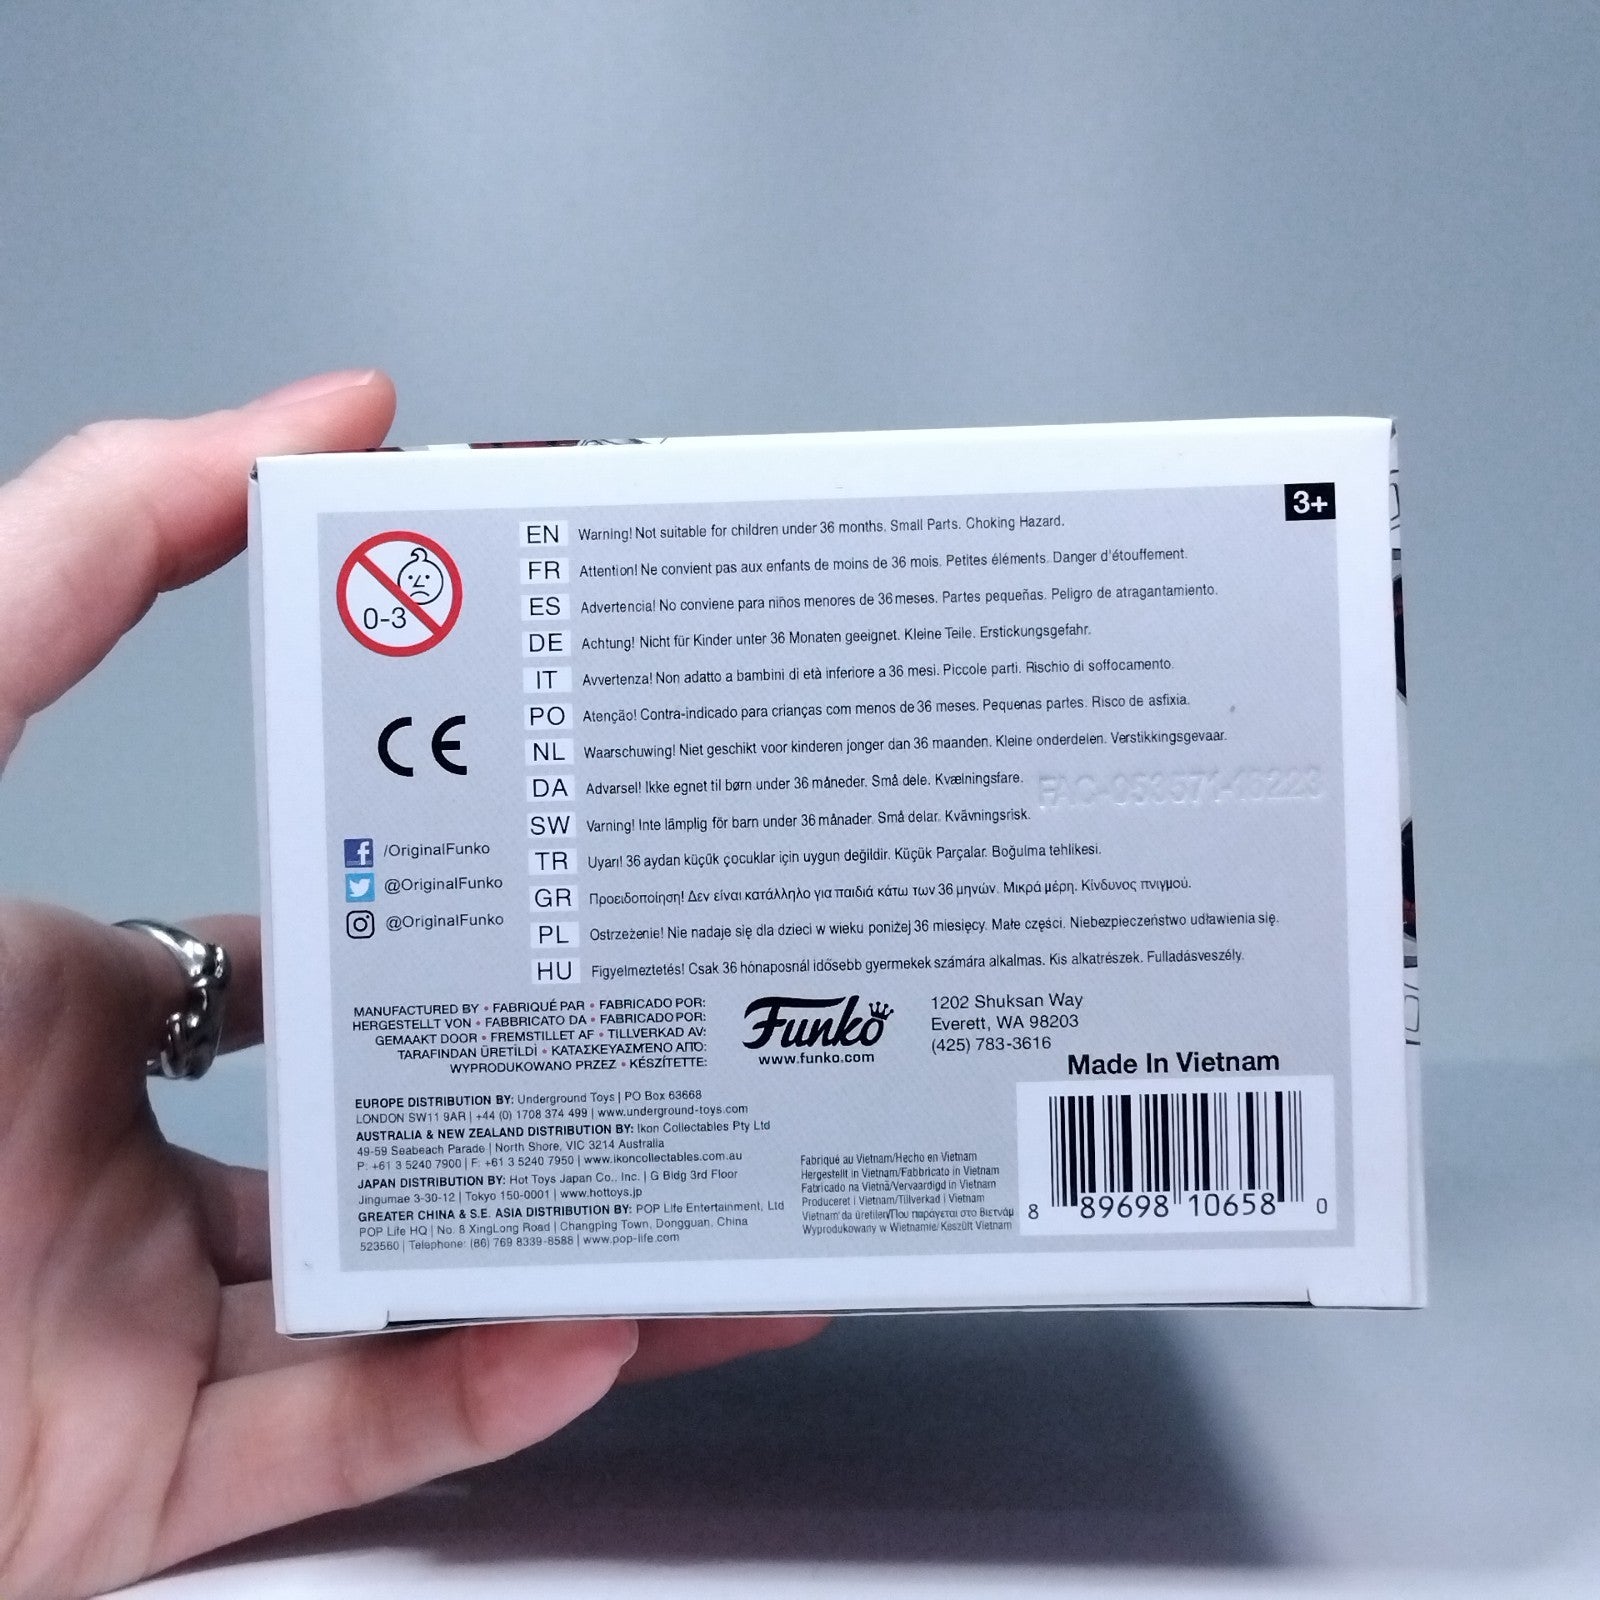 3+
0-3
EN Warning! Not suitable for children under 36 months. Small Parts. Choking Hazard.
FR Attention! Ne convient pas aux enfants de moins de 36 mois. Petites éléments. Danger d'étouffement.
ES Advertencia! No conviene para niños menores de 36 meses. Partes pequeñas. Peligro de atragantamiento.
DE Achtung! Nicht für Kinder unter 36 Monaten geeignet. Kleine Teile. Erstickungsgefahr.
IT Avvertenza! Non adatto a bambini di età inferiore a 36 mesi. Piccole parti. Rischio di soffocamento.
PO Atenção! Contra-indicado para crianças com menos de 36 meses. Pequenas partes. Risco de asfixia.
NL Waarschuwing! Niet geschikt voor kinderen jonger dan 36 maanden. Kleine onderdelen. Verstikkingsgevaar.
DA Advarsel! Ikke egnet til børn under 36 måneder. Små dele. Kvælningsfare.
SW Varning! Inte lämplig för barn under 36 månader. Små delar. Kvävningsrisk.
TR Uyarı! 36 aydan küçük çocuklar için uygun değildir. Küçük Parçalar. Boğulma tehlikesi.
GR Προειδοποίηση! Δεν είναι κατάλληλο για παιδιά κάτω των 36 μηνών. Μικρά μέρη. Κίνδυνος πνιγμού.
PL Ostrzeżenie! Nie nadaje się dla dzieci w wieku poniżej 36 miesięcy. Małe części. Niebezpieczeństwo udławienia się.
HU Figyelmeztetés! Csak 36 hónaposnál idősebb gyermekek számára alkalmas. Kis alkatrészek. Fulladásveszély.
CE
/OriginalFunko
@OriginalFunko
@OriginalFunko
MANUFACTURED BY • FABRIQUÉ PAR • FABRICADO POR:
HERGESTELLT VON • FABBRICATO DA • FABRICADO POR:
GEMAAKT DOOR • FREMSTILLET AF • TILLVERKAD AV:
TARAFINDAN ÜRETİLDİ • ΚΑΤΑΣΚΕΥΑΣΜΈΝΟ ΑΠΌ:
WYPRODUKOWANO PRZEZ • KÉSZÍTETTE:
Funko
www.funko.com
1202 Shuksan Way
Everett, WA 98203
(425) 783-3616
Made In Vietnam
EUROPE DISTRIBUTION BY: Underground Toys | PO Box 63668
LONDON SW11 9AR | +44 (0) 1708 374 499 | www.underground-toys.com
AUSTRALIA & NEW ZEALAND DISTRIBUTION BY: Ikon Collectables Pty Ltd
49-59 Seabeach Parade | North Shore, VIC 3214 Australia
P: +61 3 5240 7900 | F: +61 3 5240 7950 | www.ikoncollectables.com.au
JAPAN DISTRIBUTION BY: Hot Toys Japan Co., Inc. | G Bldg 3rd Floor
Jingumae 3-30-12 | Tokyo 150-0001 | www.hottoys.jp
GREATER CHINA & S.E. ASIA DISTRIBUTION BY: POP Life Entertainment, Ltd
POP Life HQ | No. 8 XingLong Road | Changping Town, Dongguan, China
523560 | Telephone: (86) 769 8339-8588 | www.pop-life.com
Fabriqué au Vietnam/Hecho en Vietnam
Hergestellt in Vietnam/Fabbricato in Vietnam
Fabricado na Vietnã/Vervaardigd in Vietnam
Produceret i Vietnam/Tillverkad i Vietnam
Vietnam'da üretilen/Που παράγεται στο Βιετνάμ
Wyprodukowany w Wietnamie/Készült Vietnam
8 89698 10658 0